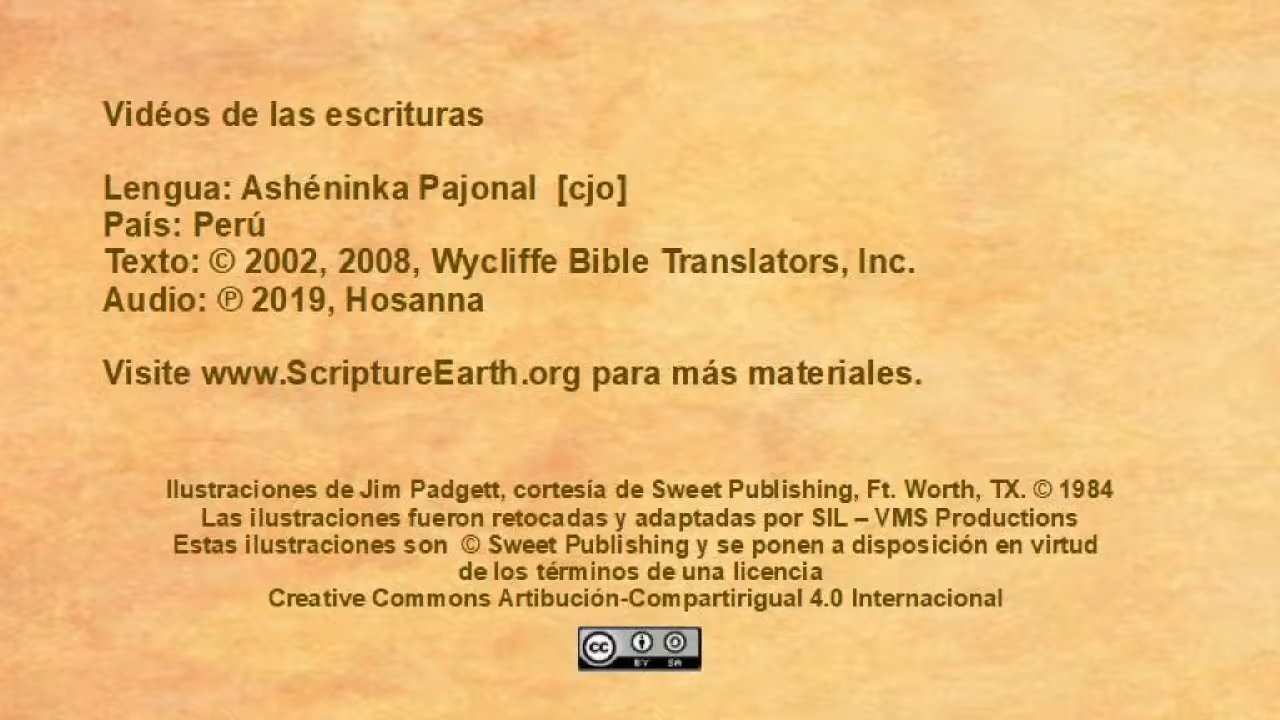 Vidéos de las escrituras
Lengua: Ashéninka Pajonal [cjo]
País: Perú
Texto: © 2002, 2008, Wycliffe Bible Translators, Inc.
Audio: ℗ 2019, Hosanna
Visite www.ScriptureEarth.org para más materiales.
Ilustraciones de Jim Padgett, cortesía de Sweet Publishing, Ft. Worth, TX. © 1984
Las ilustraciones fueron retocadas y adaptadas por SIL – VMS Productions
Estas ilustraciones son © Sweet Publishing y se ponen a disposición en virtud
de los términos de una licencia
Creative Commons Artibución-Compartirigual 4.0 Internacional
cc BY SA